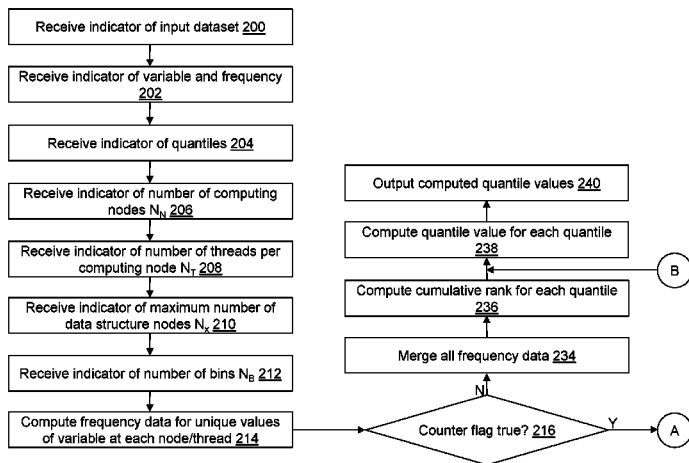 Receive indicator of input dataset 200
Receive indicator of variable and frequency
202
Receive indicator of quantiles 204
Receive indicator of number of computing
nodes NN 206
Receive indicator of number of threads per
computing node NT 208
Receive indicator of maximum number of
data structure nodes Nx 210
Receive indicator of number of bins NB 212
Compute frequency data for unique values
of variable at each node/thread
214
Counter flag true? 216
Y
A
N
Merge all frequency data 234
Compute cumulative rank for each quantile
236
B
Compute quantile value for each quantile
238
Output computed quantile values 240